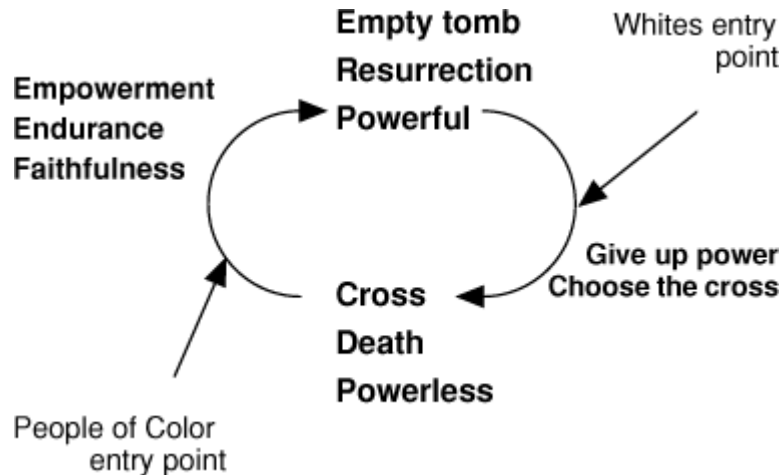 Empty tomb
Resurrection
Powerful
Whites entry
point
Empowerment
Endurance
Faithfulness
Give up power
Choose the cross
Cross
Death
Powerless
People of Color
entry point